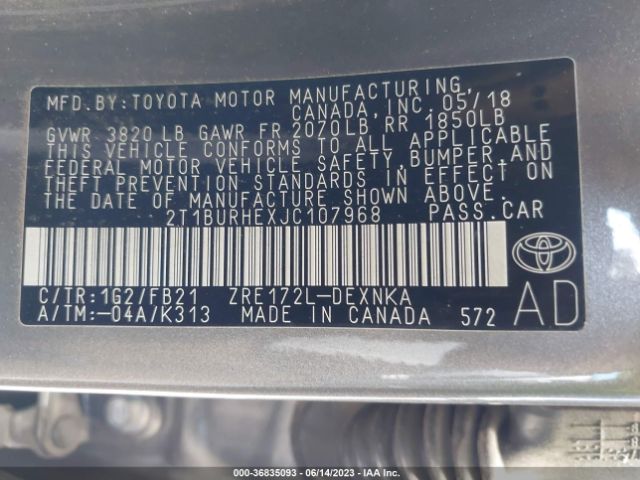 MFD.BY:TOYOTA MOTOR MANUFACTURING,
CANADA,INC.05/18
GVWR 3820 LB GAWR FR 2070LB, RR 1850LB
THIS VEHICLE CONFORMS TO ALL APPLICABLE
FEDERAL MOTOR VEHICLE SAFETY,BUMPER,AND
THEFT PREVENTION STANDARDS IN EFFECT ON
THE DATE OF MANUFACTURE SHOWN ABOVE.
2T1BURHEXJC107968 PASS.CAR
C/TR:1G2/FB21 ZRE172L-DEXNKA
A/TM:-04A/K313 MADE IN CANADA 572
AD
000-36835093 - 06/14/2023 - IAA Inc.